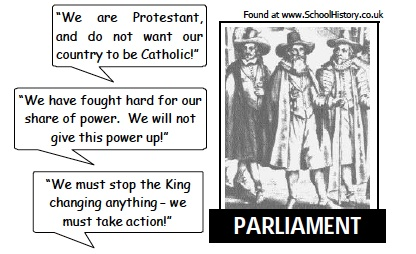 Found at www.SchoolHistory.co.uk
“We are Protestant,
and do not want our
country to be Catholic!”
“We have fought hard for our
share of power. We will not
give this power up!”
“We must stop the King
changing anything – we
must take action!”
PARLIAMENT